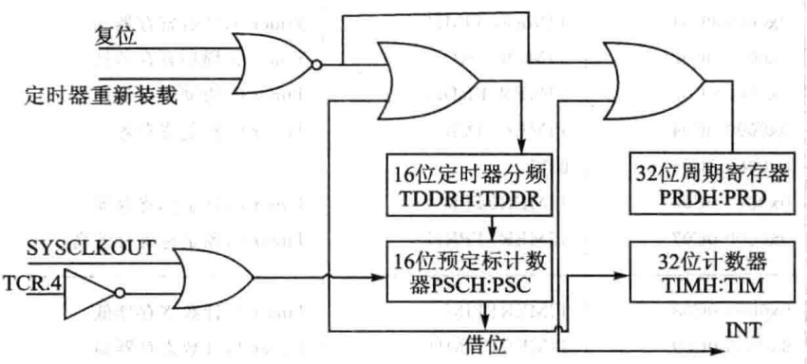 复位
定时器重新装载
16位定时器分频
TDDRH:TDDR
32位周期寄存器
PRDH:PRD
SYSCLKOUT
TCR.4
16位预定标计数
器PSCH:PSC
32位计数器
TIMH:TIM
借位
INT